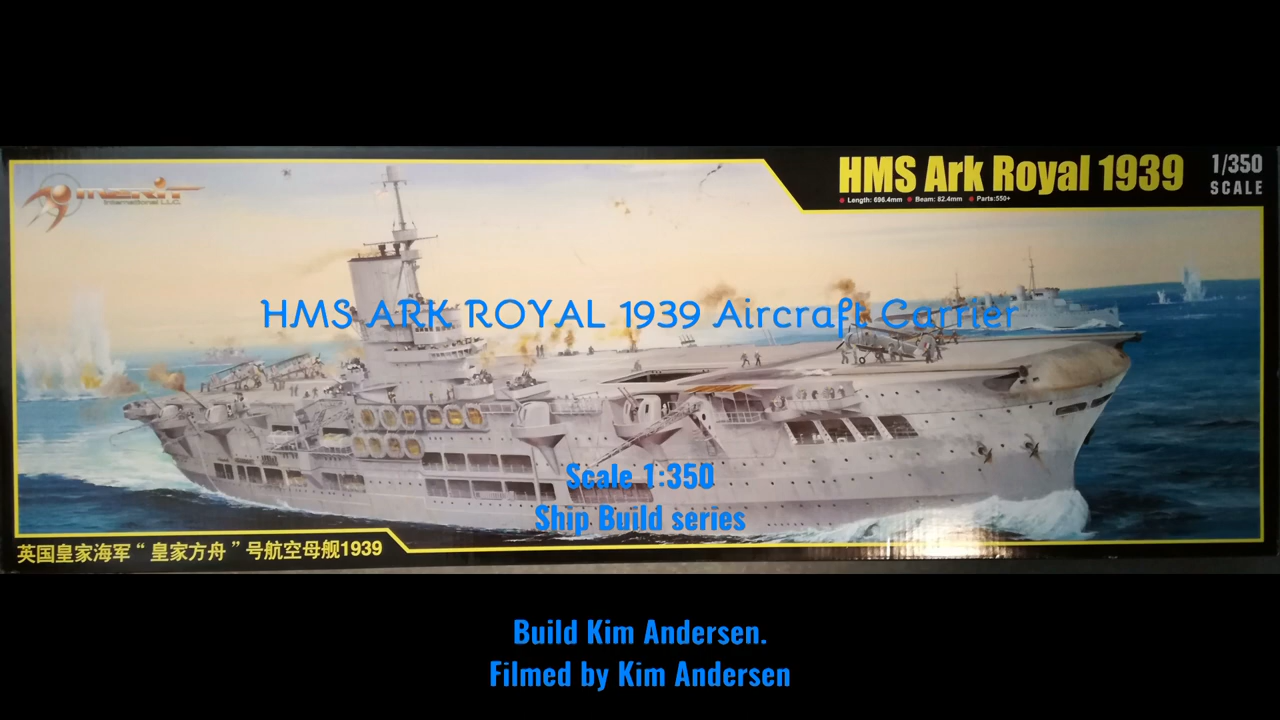 HMS Ark Royal 1939
1/350
SCALE
Length: 696.4mm Beam: 82.4mm Parts:550+
MERIT
International L.L.C.
HMS ARK ROYAL 1939 Aircraft Carrier
Scale 1:350
Ship Build series
英国皇家海军“皇家方舟”号航空母舰1939
Build Kim Andersen.
Filmed by Kim Andersen